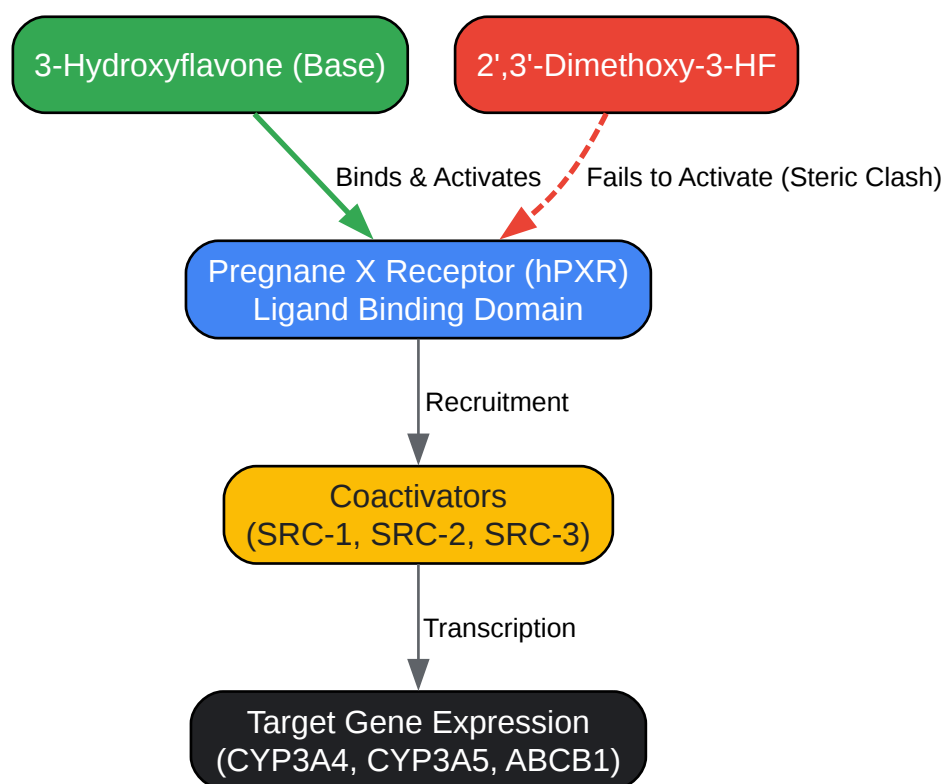 3-Hydroxyflavone (Base)
2',3'-Dimethoxy-3-HF
Binds & Activates
Fails to Activate (Steric Clash)
Pregnane X Receptor (hPXR)
Ligand Binding Domain
Recruitment
Coactivators
(SRC-1, SRC-2, SRC-3)
Transcription
Target Gene Expression
(CYP3A4, CYP3A5, ABCB1)